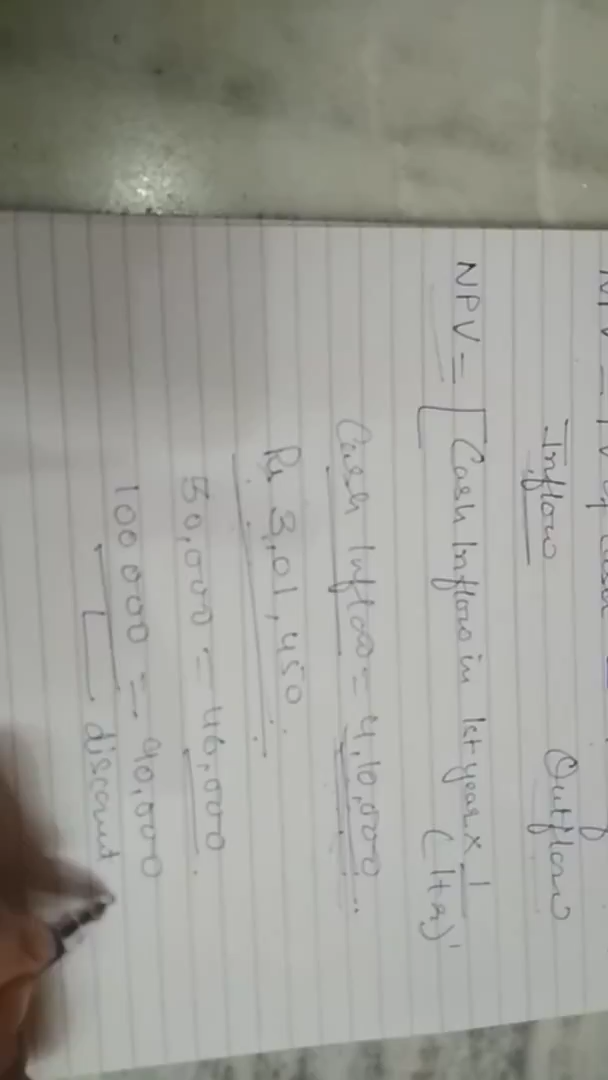 NPV =
Inflow Outflow
NPV = [Cash Inflow in 1st year × 1/(1+r)¹
Cash Inflow = 4,10,000
Rs 3,01,450.
50,000 = 46,000.
100000 = 90,000
discount